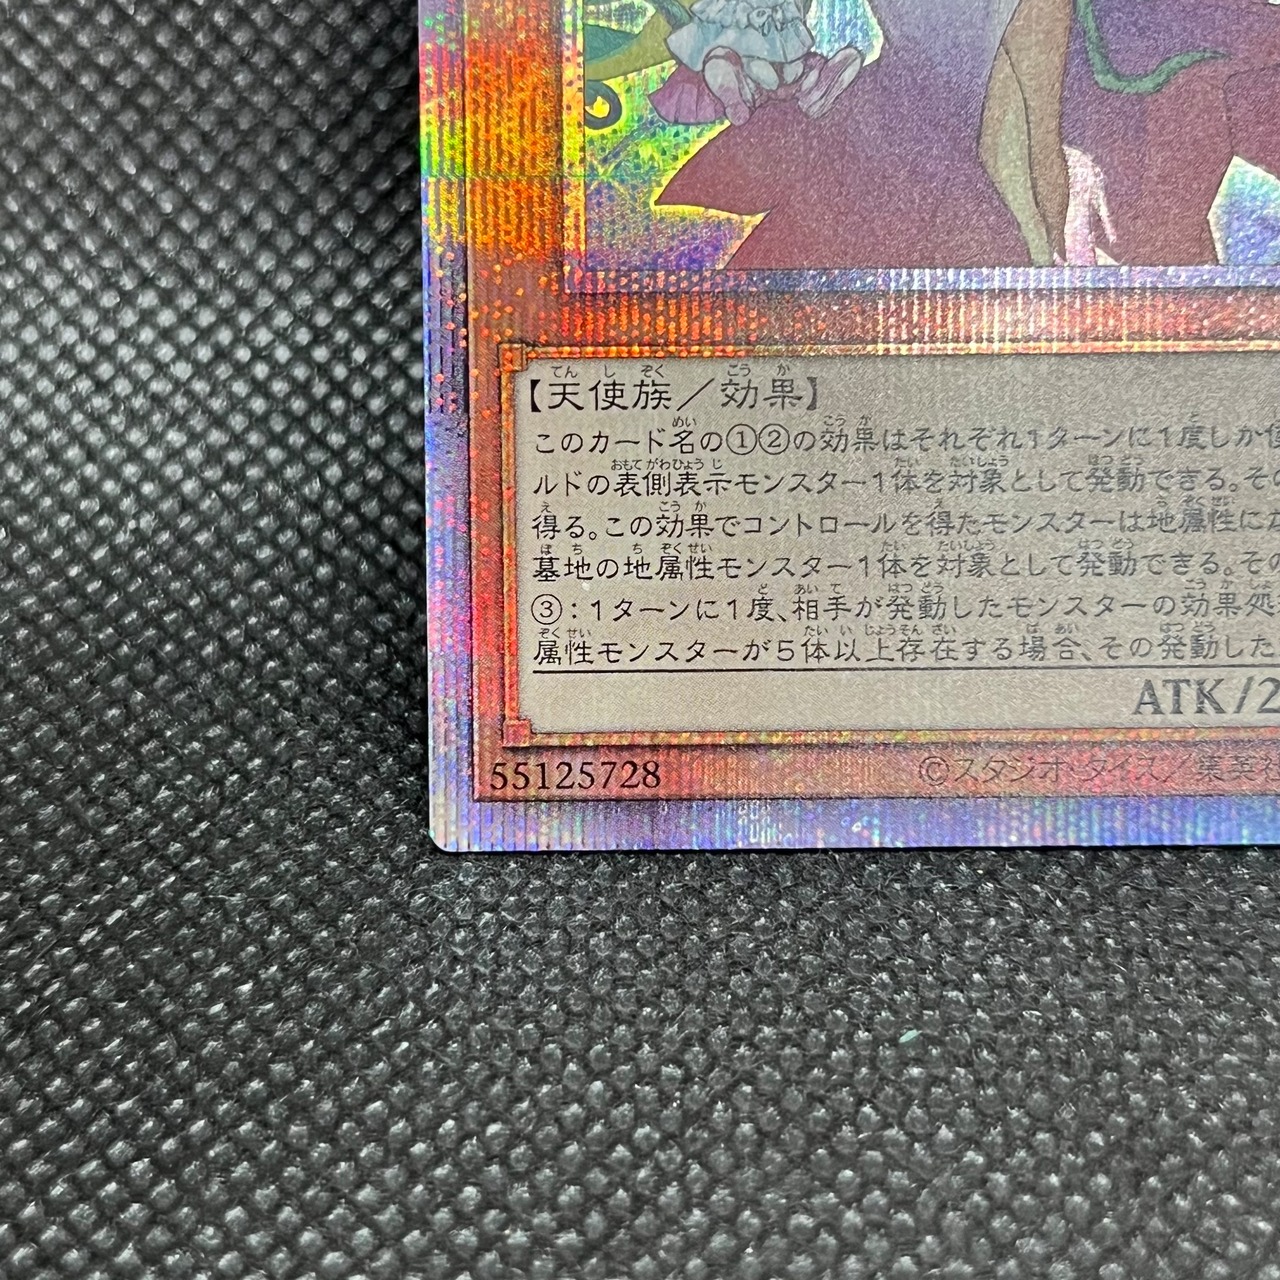 【天使族／効果】
このカード名の①②の効果はそれぞれ1ターンに1度しか
ルドの表側表示モンスター1体を対象として発動できる。その
得る。この効果でコントロールを得たモンスターは地属性に
墓地の地属性モンスター1体を対象として発動できる。その
③：1ターンに1度、相手が発動したモンスターの効果処
属性モンスターが5体以上存在する場合、その発動した
ATK/2
55125728
©スタジオ・ダイス／集英社